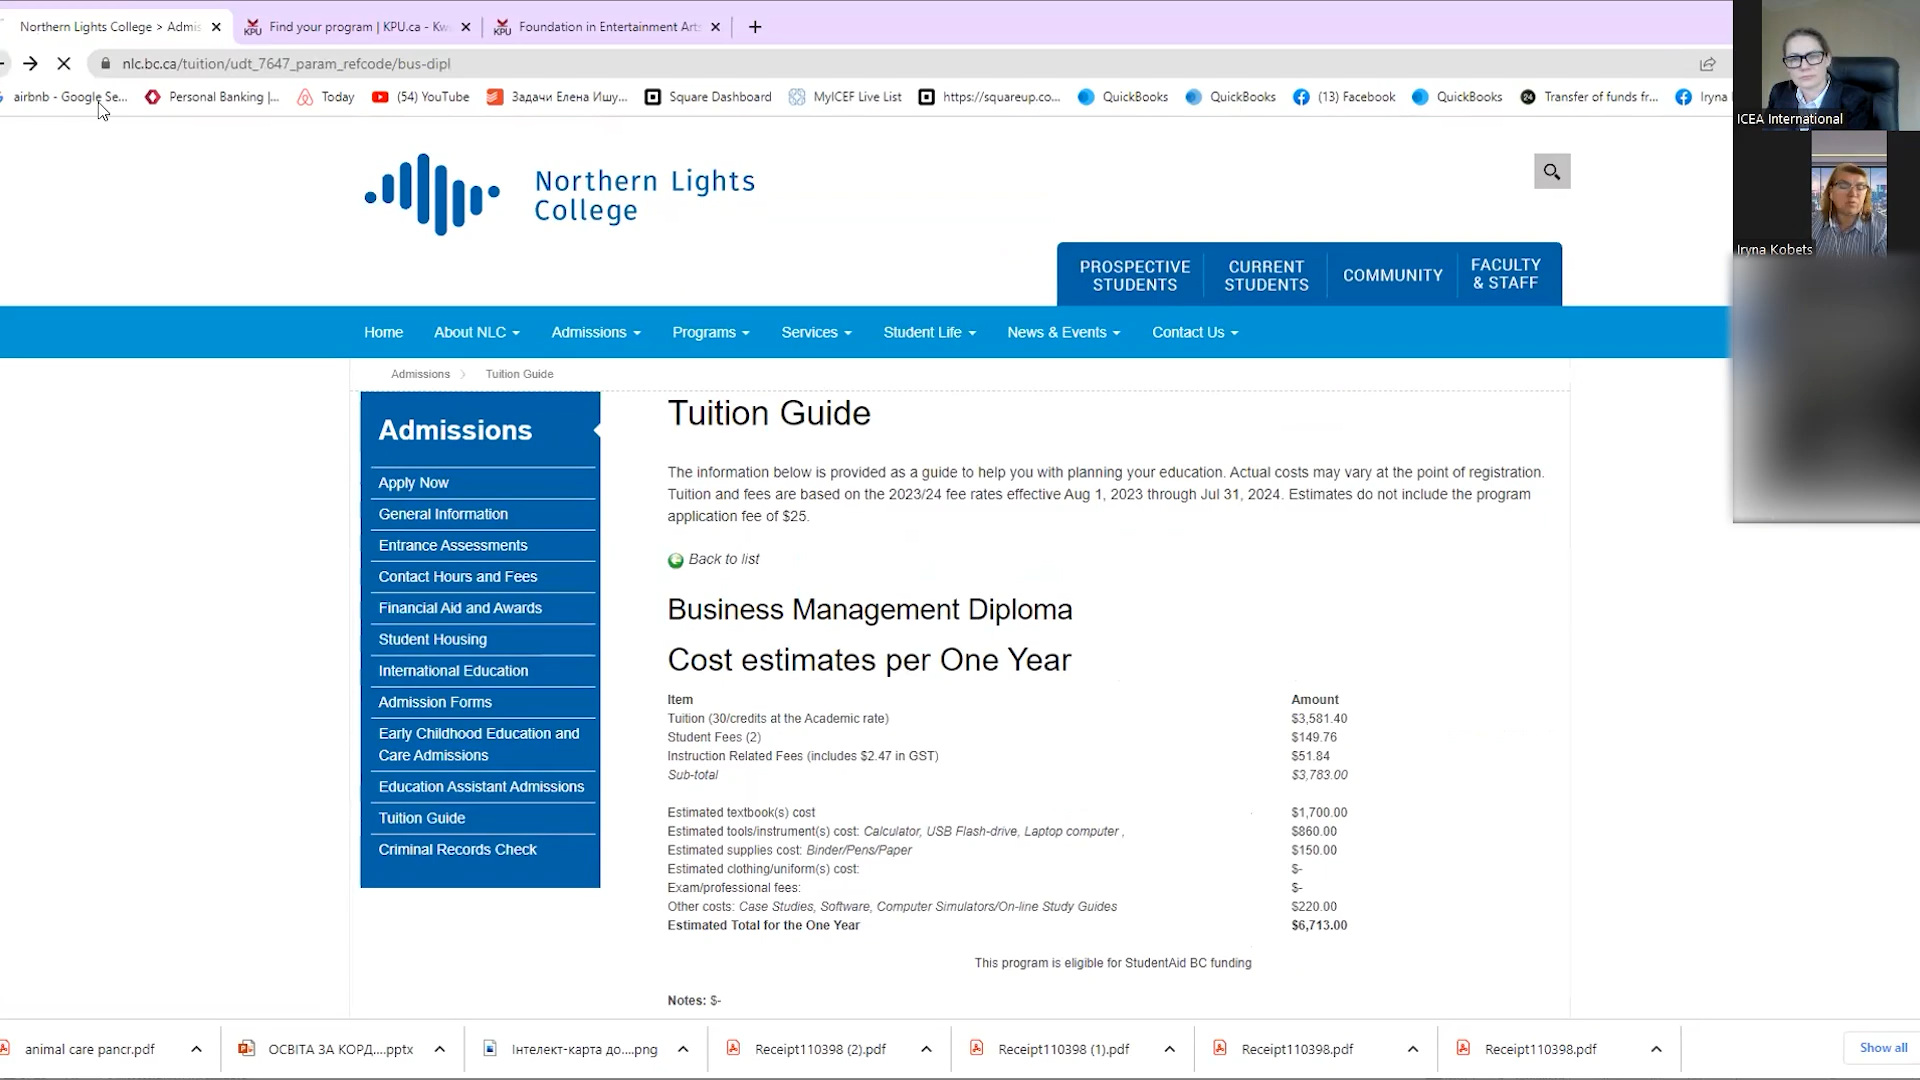 Northern Lights College > Admis
Find your program | KPU.ca - Kw
Foundation in Entertainment Art
nlc.bc.ca/tuition/udt_7647_param_refcode/bus-dipl
airbnb - Google Se...
Personal Banking |...
Today
(54) YouTube
Задачи Елена Ишу...
Square Dashboard
MyICEF Live List
https://squareup.co...
QuickBooks
QuickBooks
(13) Facebook
QuickBooks
Transfer of funds fr...
Iryna
ICEA International
Iryna Kobets
Northern Lights
College
PROSPECTIVE
STUDENTS
CURRENT
STUDENTS
COMMUNITY
FACULTY
& STAFF
Home
About NLC
Admissions
Programs
Services
Student Life
News & Events
Contact Us
Admissions
Tuition Guide
Admissions
Apply Now
General Information
Entrance Assessments
Contact Hours and Fees
Financial Aid and Awards
Student Housing
International Education
Admission Forms
Early Childhood Education and
Care Admissions
Education Assistant Admissions
Tuition Guide
Criminal Records Check
Tuition Guide
The information below is provided as a guide to help you with planning your education. Actual costs may vary at the point of registration.
Tuition and fees are based on the 2023/24 fee rates effective Aug 1, 2023 through Jul 31, 2024. Estimates do not include the program
application fee of $25.
Back to list
Business Management Diploma
Cost estimates per One Year
Item Amount
Tuition (30/credits at the Academic rate) $3,581.40
Student Fees (2) $149.76
Instruction Related Fees (includes $2.47 in GST) $51.84
Sub-total $3,783.00
Estimated textbook(s) cost $1,700.00
Estimated tools/instrument(s) cost: Calculator, USB Flash-drive, Laptop computer , $860.00
Estimated supplies cost: Binder/Pens/Paper $150.00
Estimated clothing/uniform(s) cost: $-
Exam/professional fees: $-
Other costs: Case Studies, Software, Computer Simulators/On-line Study Guides $220.00
Estimated Total for the One Year $6,713.00
This program is eligible for StudentAid BC funding
Notes: $-
animal care pancr.pdf
ОСВІТА ЗА КОРД....pptx
Інтелект-карта до....png
Receipt110398 (2).pdf
Receipt110398 (1).pdf
Receipt110398.pdf
Receipt110398.pdf
Show all